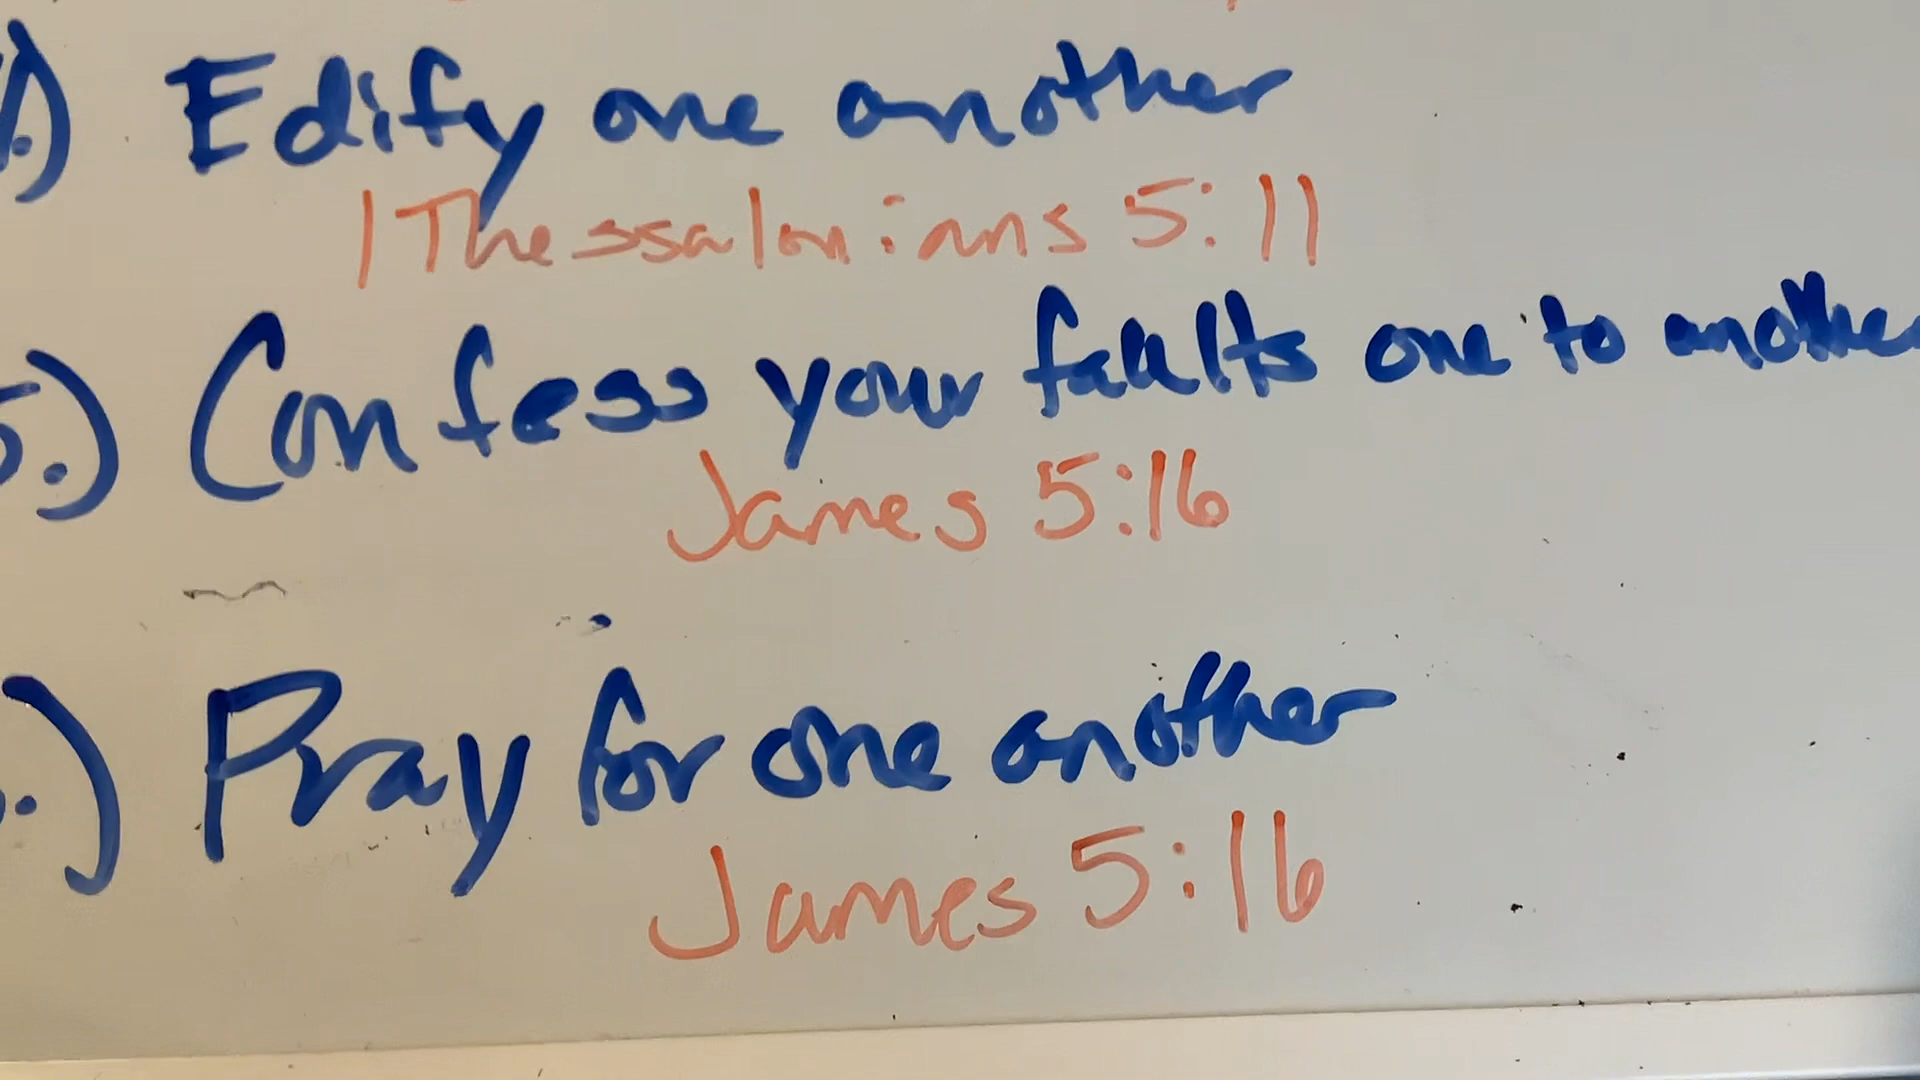 .) Edify one another
1 Thessalonians 5:11
5.) Confess your faults one to another
James 5:16
.) Pray for one another
James 5:16